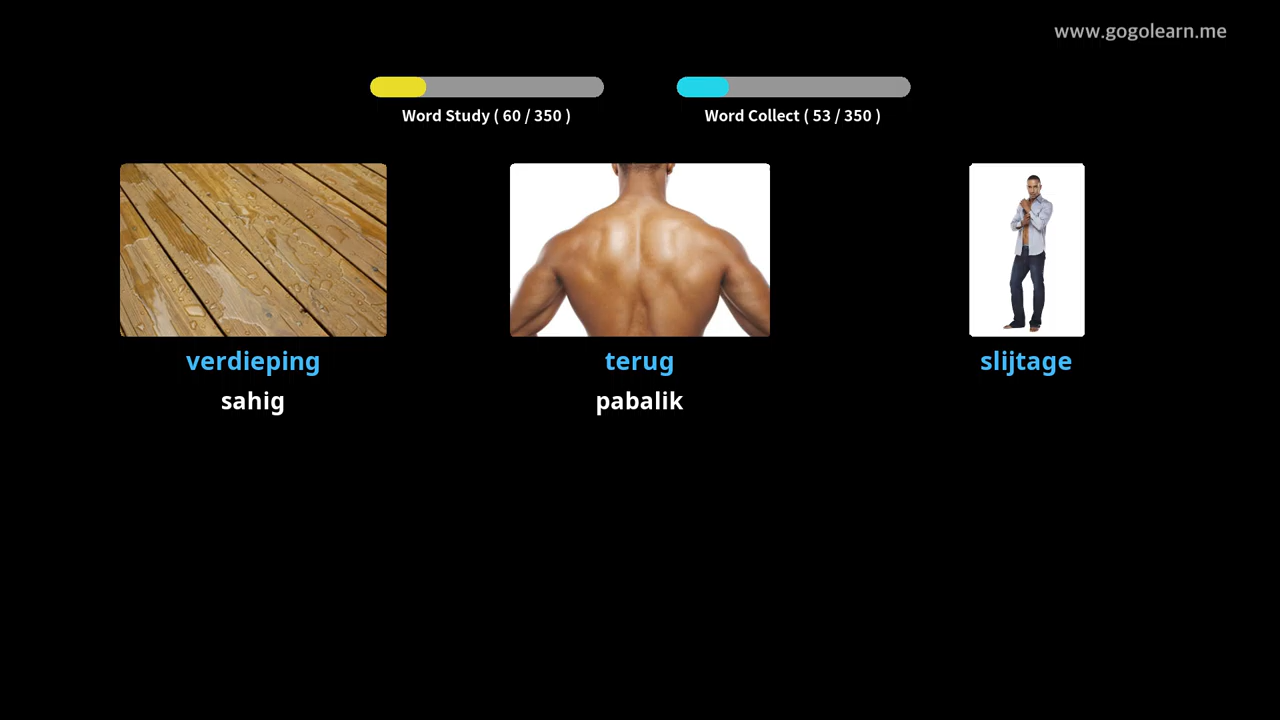 www.gogolearn.me
Word Study ( 60 / 350 )
Word Collect ( 53 / 350 )
verdieping
terug
slijtage
sahig
pabalik